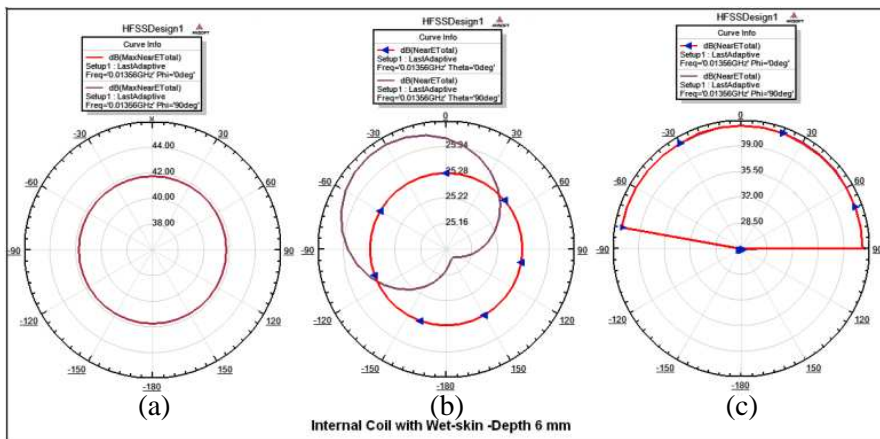 HFSSDesign1
ANSOFT
Curve Info
dB(MaxNearETotal)
Setup1 : LastAdaptive
Freq='0.01356GHz' Phi='0deg'
dB(MaxNearETotal)
Setup1 : LastAdaptive
Freq='0.01356GHz' Phi='90deg'
30
60
90
120
150
-180
-150
-120
-90
-60
-30
44.00
42.00
40.00
38.00
(a)
HFSSDesign1
ANSOFT
Curve Info
dB(NearETotal)
Setup1 : LastAdaptive
Freq='0.01356GHz' Theta='0deg'
dB(NearETotal)
Setup1 : LastAdaptive
Freq='0.01356GHz' Theta='90deg'
0
30
60
90
120
150
-180
-150
-120
-90
-60
-30
25.34
25.28
25.22
25.16
(b)
HFSSDesign1
ANSOFT
Curve Info
dB(NearETotal)
Setup1 : LastAdaptive
Freq='0.01356GHz' Phi='0deg'
dB(NearETotal)
Setup1 : LastAdaptive
Freq='0.01356GHz' Phi='90deg'
0
30
60
90
120
150
-180
-150
-120
-90
-60
-30
39.00
35.50
32.00
28.50
(c)
Internal Coil with Wet-skin -Depth 6 mm